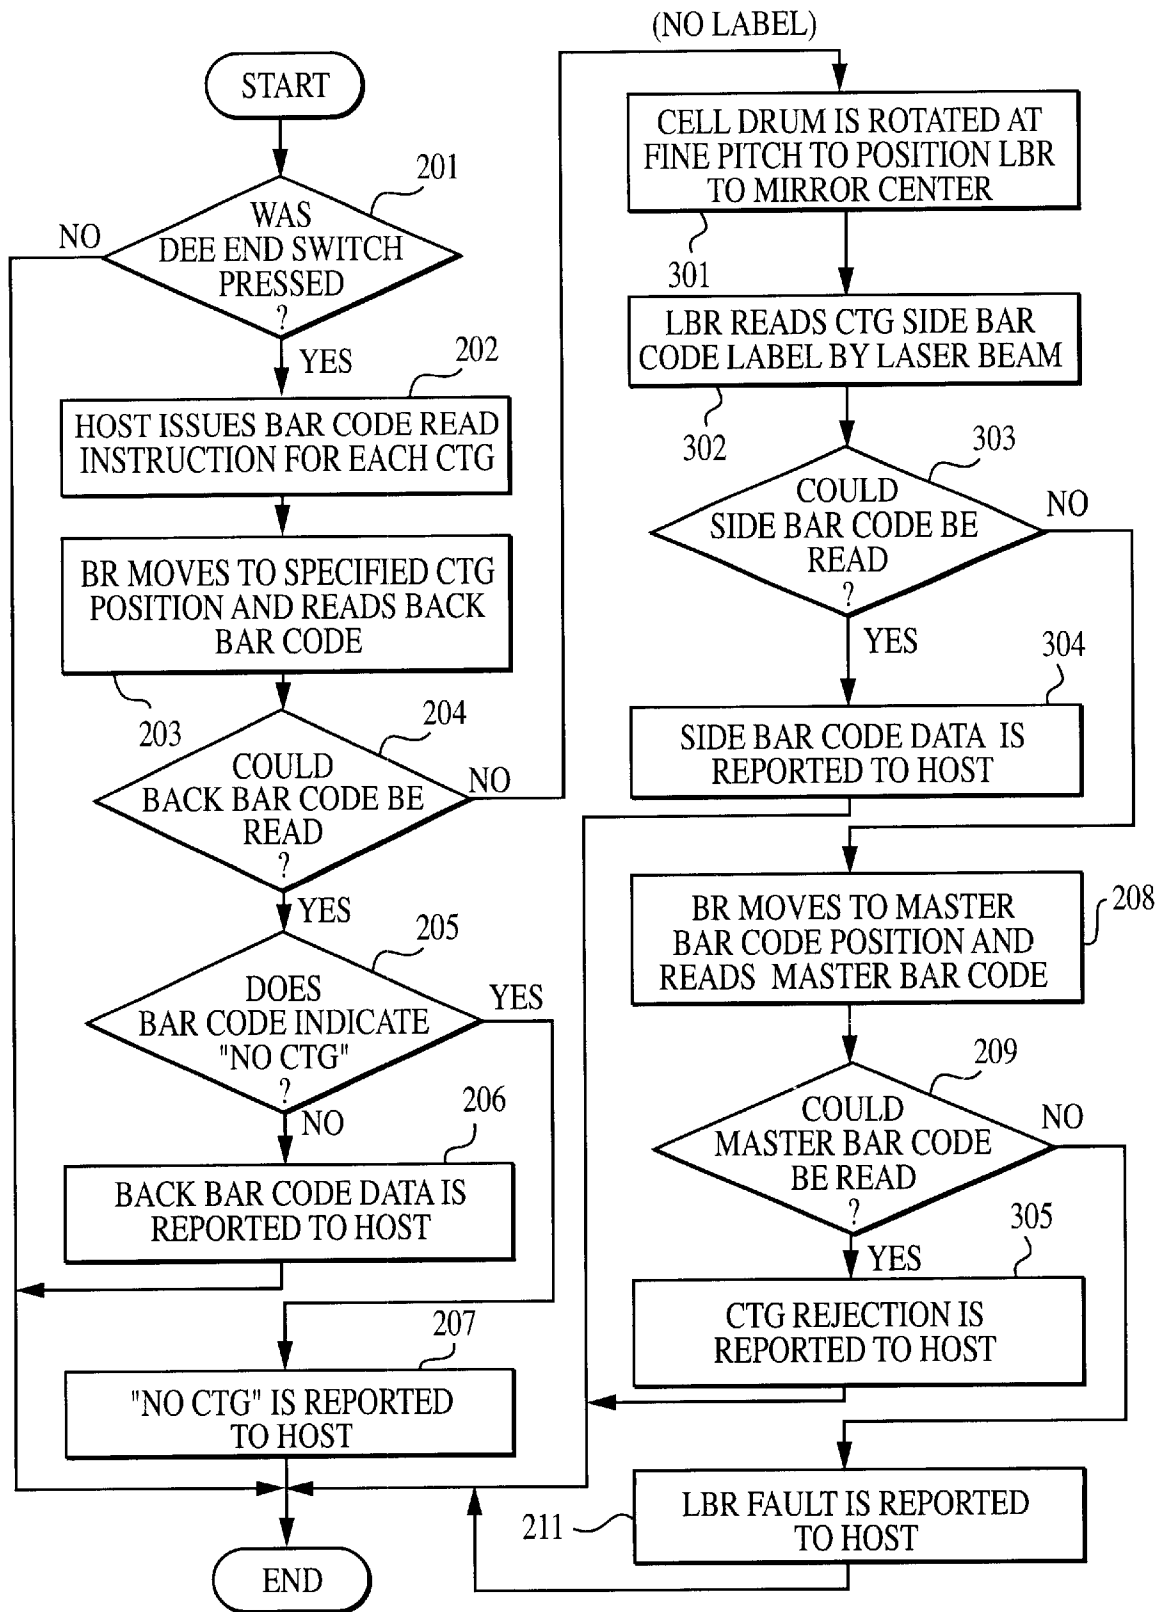 START
201
WAS
DEE END SWITCH
PRESSED
?
NO
YES
202
HOST ISSUES BAR CODE READ
INSTRUCTION FOR EACH CTG
BR MOVES TO SPECIFIED CTG
POSITION AND READS BACK
BAR CODE
203
204
COULD
BACK BAR CODE BE
READ
?
NO
YES
205
DOES
BAR CODE INDICATE
"NO CTG"
?
YES
NO
206
BACK BAR CODE DATA IS
REPORTED TO HOST
207
"NO CTG" IS REPORTED
TO HOST
END
(NO LABEL)
CELL DRUM IS ROTATED AT
FINE PITCH TO POSITION LBR
TO MIRROR CENTER
301
LBR READS CTG SIDE BAR
CODE LABEL BY LASER BEAM
302
303
COULD
SIDE BAR CODE BE
READ
?
NO
YES
304
SIDE BAR CODE DATA IS
REPORTED TO HOST
BR MOVES TO MASTER
BAR CODE POSITION AND
READS MASTER BAR CODE
208
209
COULD
MASTER BAR CODE
BE READ
?
NO
YES
305
CTG REJECTION IS
REPORTED TO HOST
LBR FAULT IS REPORTED
TO HOST
211